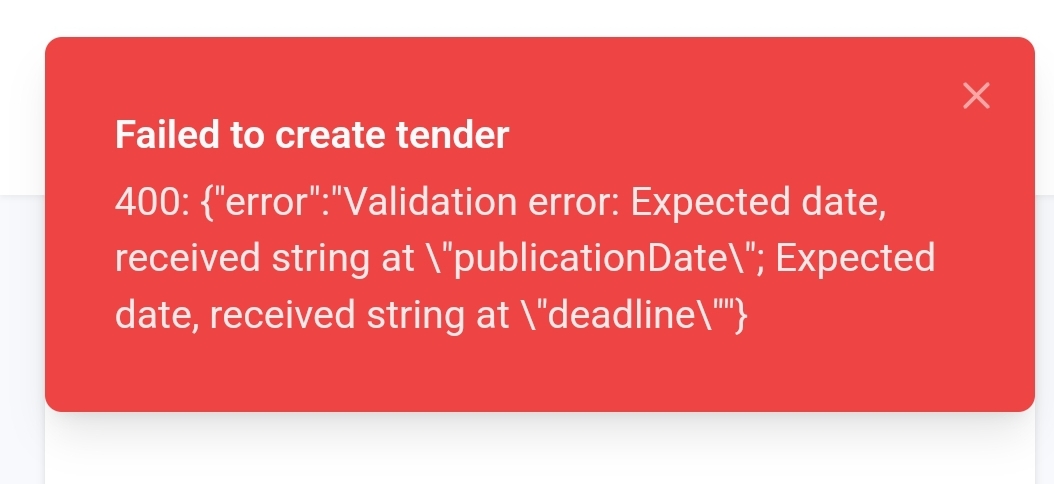 Failed to create tender
400: {"error":"Validation error: Expected date,
received string at \"publicationDate\"; Expected
date, received string at \"deadline\""}